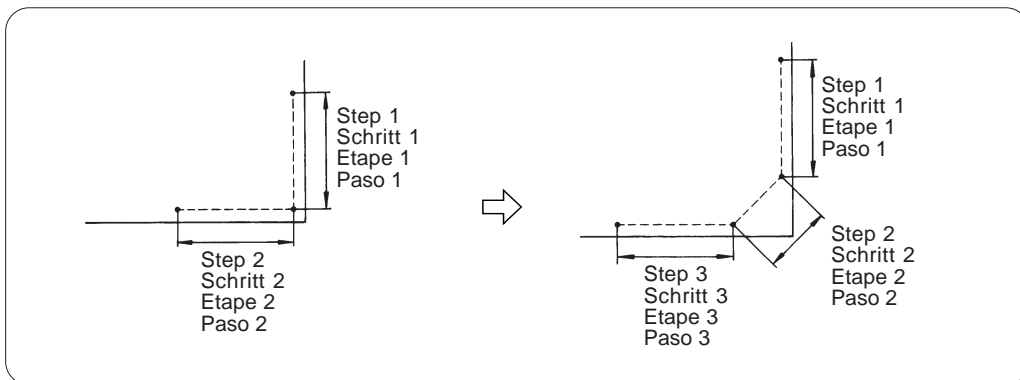 Step 1
Schritt 1
Etape 1
Paso 1
Step 2
Schritt 2
Etape 2
Paso 2
Step 1
Schritt 1
Etape 1
Paso 1
Step 2
Schritt 2
Etape 2
Paso 2
Step 3
Schritt 3
Etape 3
Paso 3